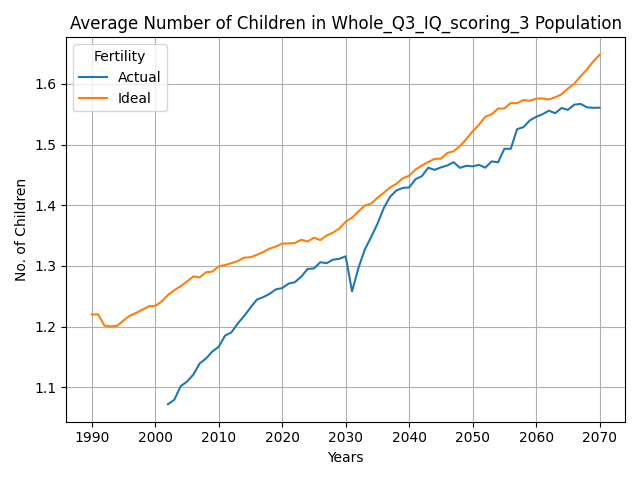 Average Number of Children in Whole_Q3_IQ_scoring_3 Population
Fertility
Actual
Ideal
No. of Children
1.6
1.5
1.4
1.3
1.2
1.1
1990 2000 2010 2020 2030 2040 2050 2060 2070
Years